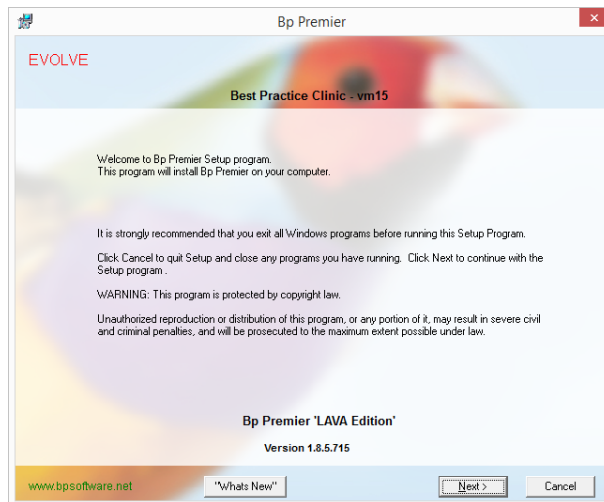 Bp Premier
EVOLVE
Best Practice Clinic - vm15
Welcome to Bp Premier Setup program.
This program will install Bp Premier on your computer.
It is strongly recommended that you exit all Windows programs before running this Setup Program.
Click Cancel to quit Setup and close any programs you have running. Click Next to continue with the
Setup program .
WARNING: This program is protected by copyright law.
Unauthorized reproduction or distribution of this program, or any portion of it, may result in severe civil
and criminal penalties, and will be prosecuted to the maximum extent possible under law.
Bp Premier 'LAVA Edition'
Version 1.8.5.715
www.bpsoftware.net "Whats New" Next > Cancel